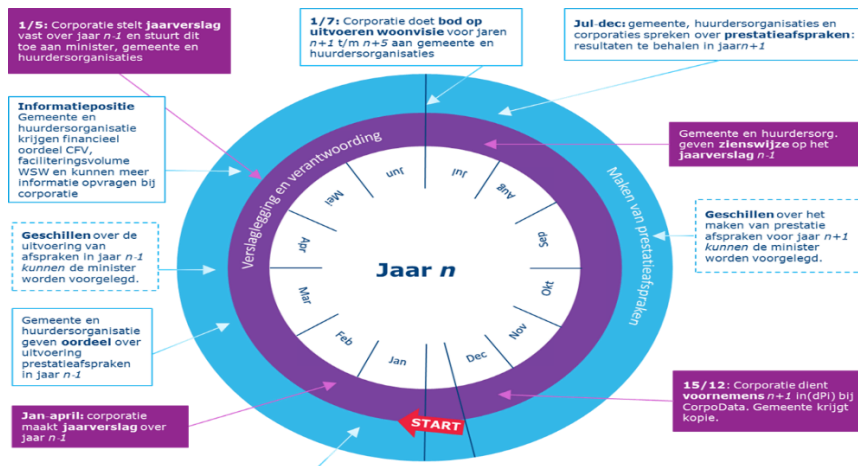 1/5: Corporatie stelt jaarverslag
vast over jaar n-1 en stuurt dit
toe aan minister, gemeente en
huurdersorganisaties
1/7: Corporatie doet bod op
uitvoeren woonvisie voor jaren
n+1 t/m n+5 aan gemeente en
huurdersorganisaties
Jul-dec: gemeente, huurdersorganisaties en
corporaties spreken over prestatieafspraken:
resultaten te behalen in jaarn+1
Informatiepositie
Gemeente en
huurdersorganisatie
krijgen financieel
oordeel CFV,
faciliteringsvolume
WSW en kunnen meer
informatie opvragen bij
corporatie
Gemeente en huurdersorg.
geven zienswijze op het
jaarverslag n-1
Geschillen over de
uitvoering van
afspraken in jaar n-1
kunnen de minister
worden voorgelegd.
Geschillen over het
maken van prestatie
afspraken voor jaar n+1
kunnen de minister
worden voorgelegd.
Gemeente en
huurdersorganisatie
geven oordeel over
uitvoering
prestatieafspraken
in jaar n-1
Jan-april: corporatie
maakt jaarverslag over
jaar n-1
15/12: Corporatie dient
voornemens n+1 in(dPi) bij
CorpoData. Gemeente krijgt
kopie.
Verslaglegging en verantwoording
Maken van prestatieafspraken
Jaar n
Jan
Feb
Mar
Apr
Mei
Jun
Jul
Aug
Sep
Okt
Nov
Dec
START